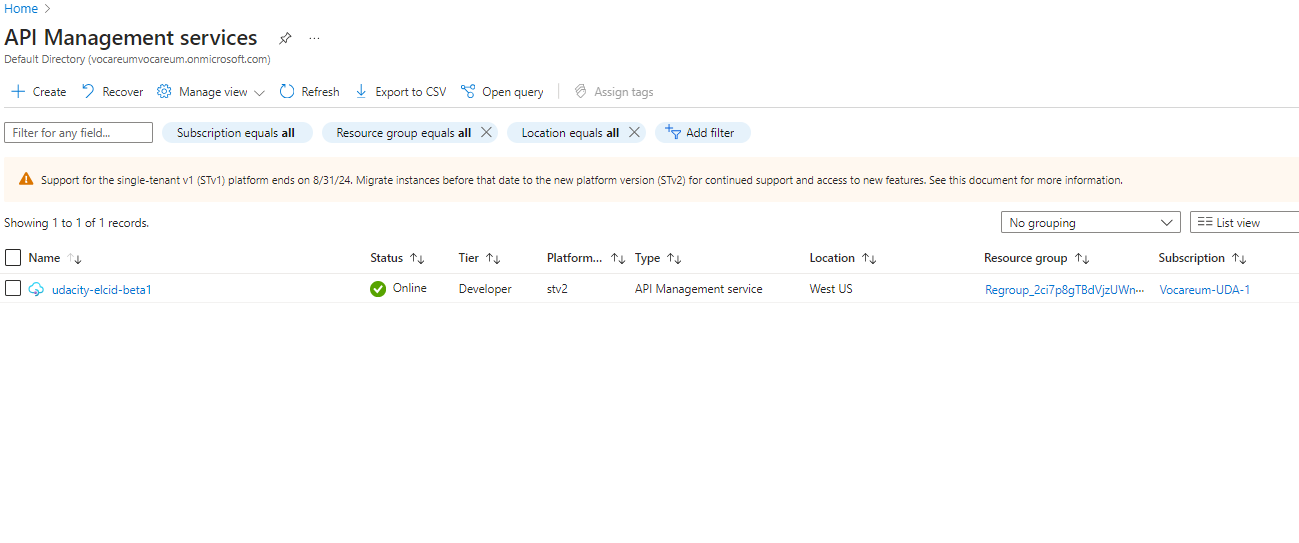 Home
API Management services
Default Directory (vocareumvocareum.onmicrosoft.com)
Create Recover Manage view Refresh Export to CSV Open query Assign tags
Filter for any field... Subscription equals all Resource group equals all Location equals all Add filter
Support for the single-tenant v1 (STv1) platform ends on 8/31/24. Migrate instances before that date to the new platform version (STv2) for continued support and access to new features. See this document for more information.
Showing 1 to 1 of 1 records. No grouping List view
Name Status Tier Platform... Type Location Resource group Subscription
udacity-elcid-beta1 Online Developer stv2 API Management service West US Regroup_2ci7p8gTBdVjzUWn··· Vocareum-UDA-1